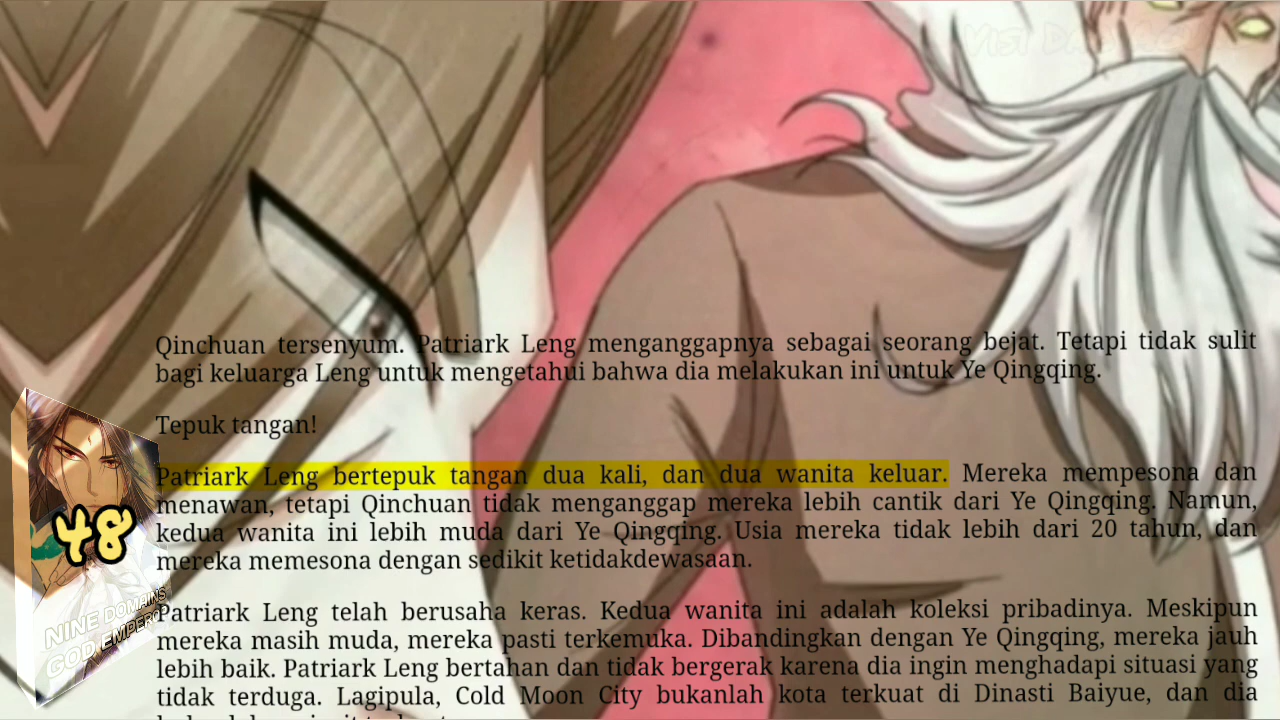 Qinchuan tersenyum. Patriark Leng menganggapnya sebagai seorang bejat. Tetapi tidak sulit
bagi keluarga Leng untuk mengetahui bahwa dia melakukan ini untuk Ye Qingqing.
Tepuk tangan!
Patriark Leng bertepuk tangan dua kali, dan dua wanita keluar. Mereka mempesona dan
menawan, tetapi Qinchuan tidak menganggap mereka lebih cantik dari Ye Qingqing. Namun,
kedua wanita ini lebih muda dari Ye Qingqing. Usia mereka tidak lebih dari 20 tahun, dan
mereka memesona dengan sedikit ketidakdewasaan.
Patriark Leng telah berusaha keras. Kedua wanita ini adalah koleksi pribadinya. Meskipun
mereka masih muda, mereka pasti terkemuka. Dibandingkan dengan Ye Qingqing, mereka jauh
lebih baik. Patriark Leng bertahan dan tidak bergerak karena dia ingin menghadapi situasi yang
tidak terduga. Lagipula, Cold Moon City bukanlah kota terkuat di Dinasti Baiyue, dan dia
48
NINE DOMAINS
GOD EMPEROR